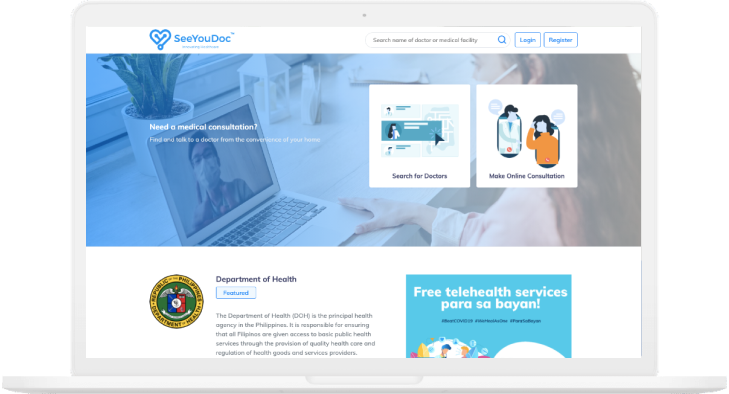 SeeYouDoc™
Search name of doctor or medical facility
Login
Register
Need a medical consultation?
Find and talk to a doctor from the convenience of your home.
Search for Doctors
Make Online Consultation
REPUBLIC OF THE PHILIPPINES
DEPARTMENT OF HEALTH
Department of Health
Featured
The Department of Health (DOH) is the principal health
agency in the Philippines. It is responsible for ensuring
that all Filipinos are given access to basic public health
services through the provision of quality health care and
regulation of health goods and services providers.
Free telehealth services
para sa bayan!
#BeatCOVID19 #WeHealAsOne #ParaSaBayan